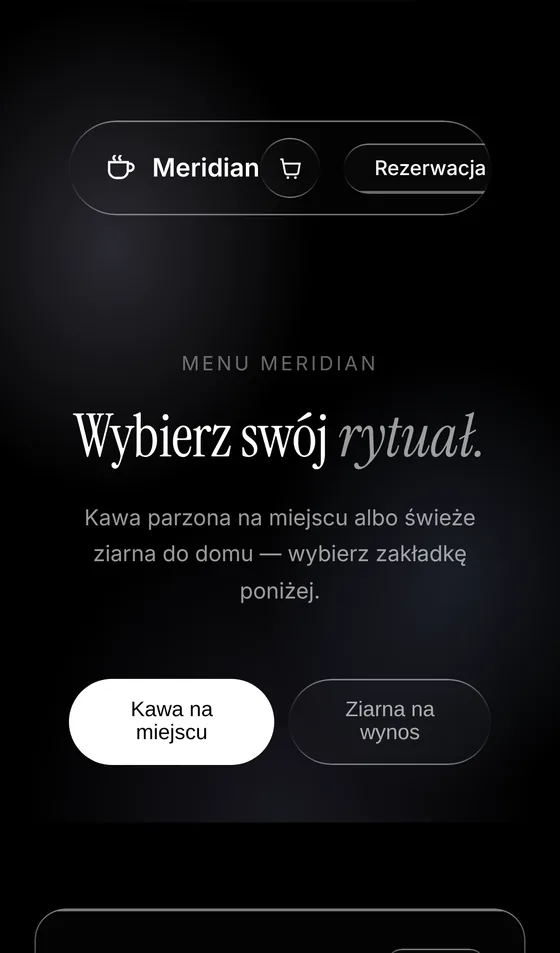 Meridian
Rezerwacja
MENU MERIDIAN
Wybierz swój rytuał.
Kawa parzona na miejscu albo świeże
ziarna do domu — wybierz zakładkę
poniżej.
Kawa na
miejscu
Ziarna na
wynos